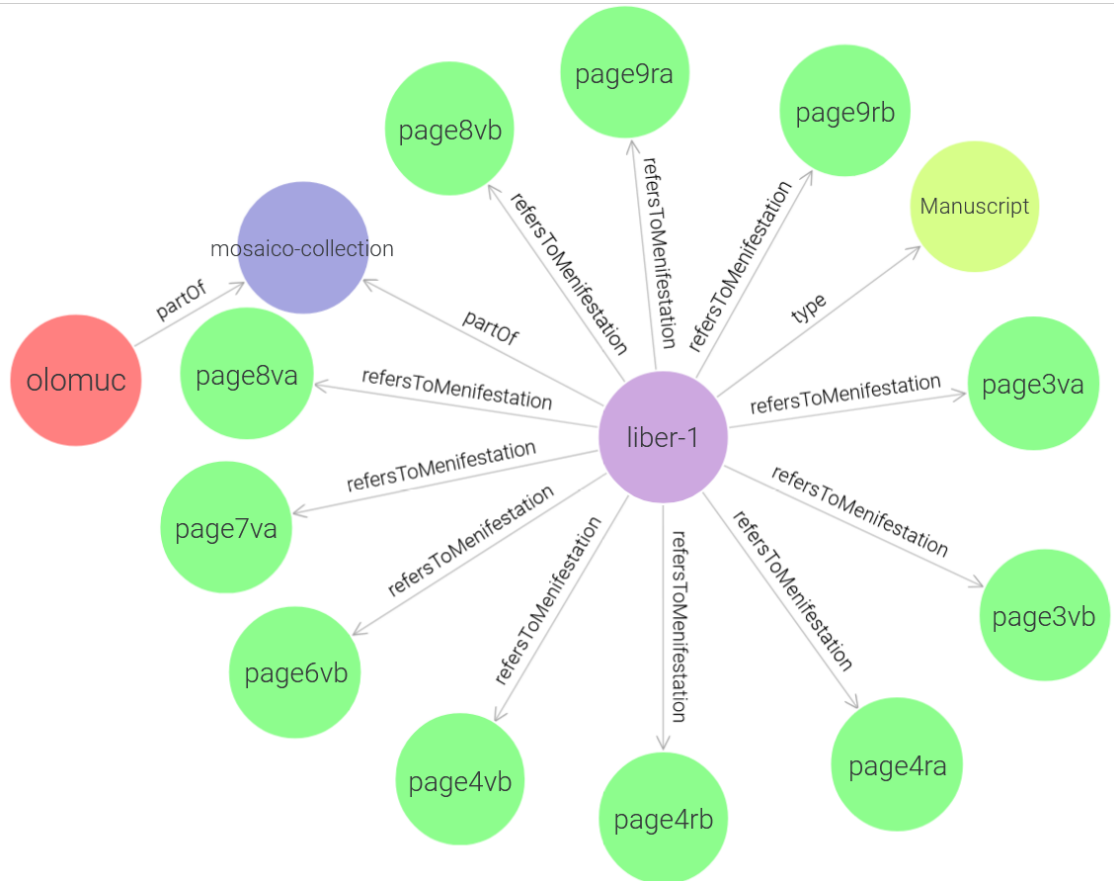 page9ra
page8vb
page9rb
refersToMenifestation
refersToMenifestation
refersToMenifestation
Manuscript
mosaico-collection
partOf
partOf
type
olomuc
page8va
refersToMenifestation
refersToMenifestation
page3va
liber-1
refersToMenifestation
page7va
refersToMenifestation
refersToMenifestation
refersToMenifestation
refersToMenifestation
refersToMenifestation
page3vb
page6vb
page4vb
page4rb
page4ra